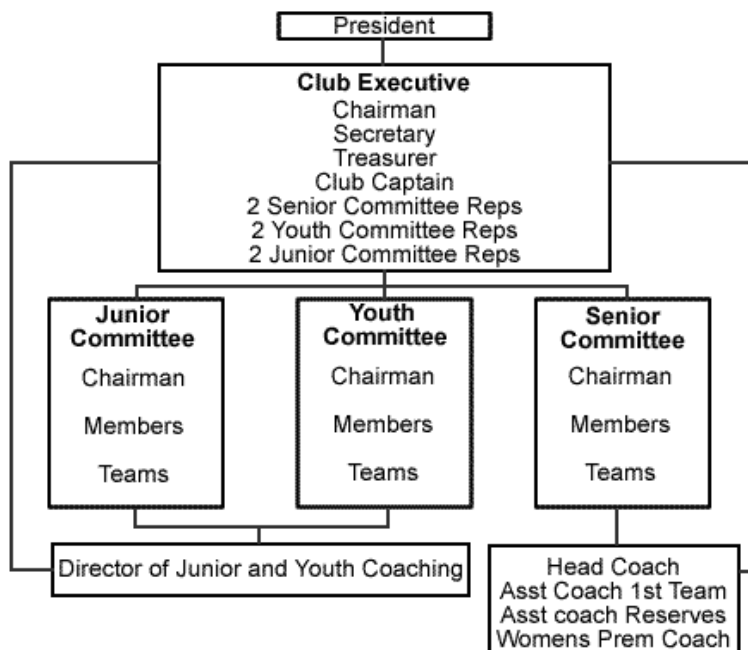 President
Club Executive
Chairman
Secretary
Treasurer
Club Captain
2 Senior Committee Reps
2 Youth Committee Reps
2 Junior Committee Reps
Junior
Committee
Chairman
Members
Teams
Youth
Committee
Chairman
Members
Teams
Senior
Committee
Chairman
Members
Teams
Director of Junior and Youth Coaching
Head Coach
Asst Coach 1st Team
Asst coach Reserves
Womens Prem Coach